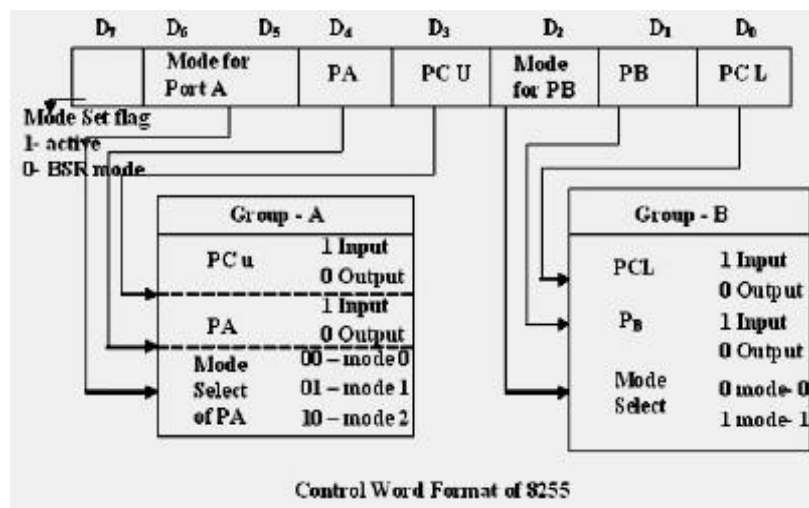 D7 D6 D5 D4 D3 D2 D1 D0
Mode for Port A
PA
PC U
Mode for PB
PB
PC L
Mode Set flag
1- active
0- BSR mode
Group - A
PC u
1 Input
0 Output
PA
1 Input
0 Output
Mode Select of PA
00 – mode 0
01 – mode 1
10 – mode 2
Group - B
PCL
1 Input
0 Output
PB
1 Input
0 Output
Mode Select
0 mode- 0
1 mode- 1
Control Word Format of 8255